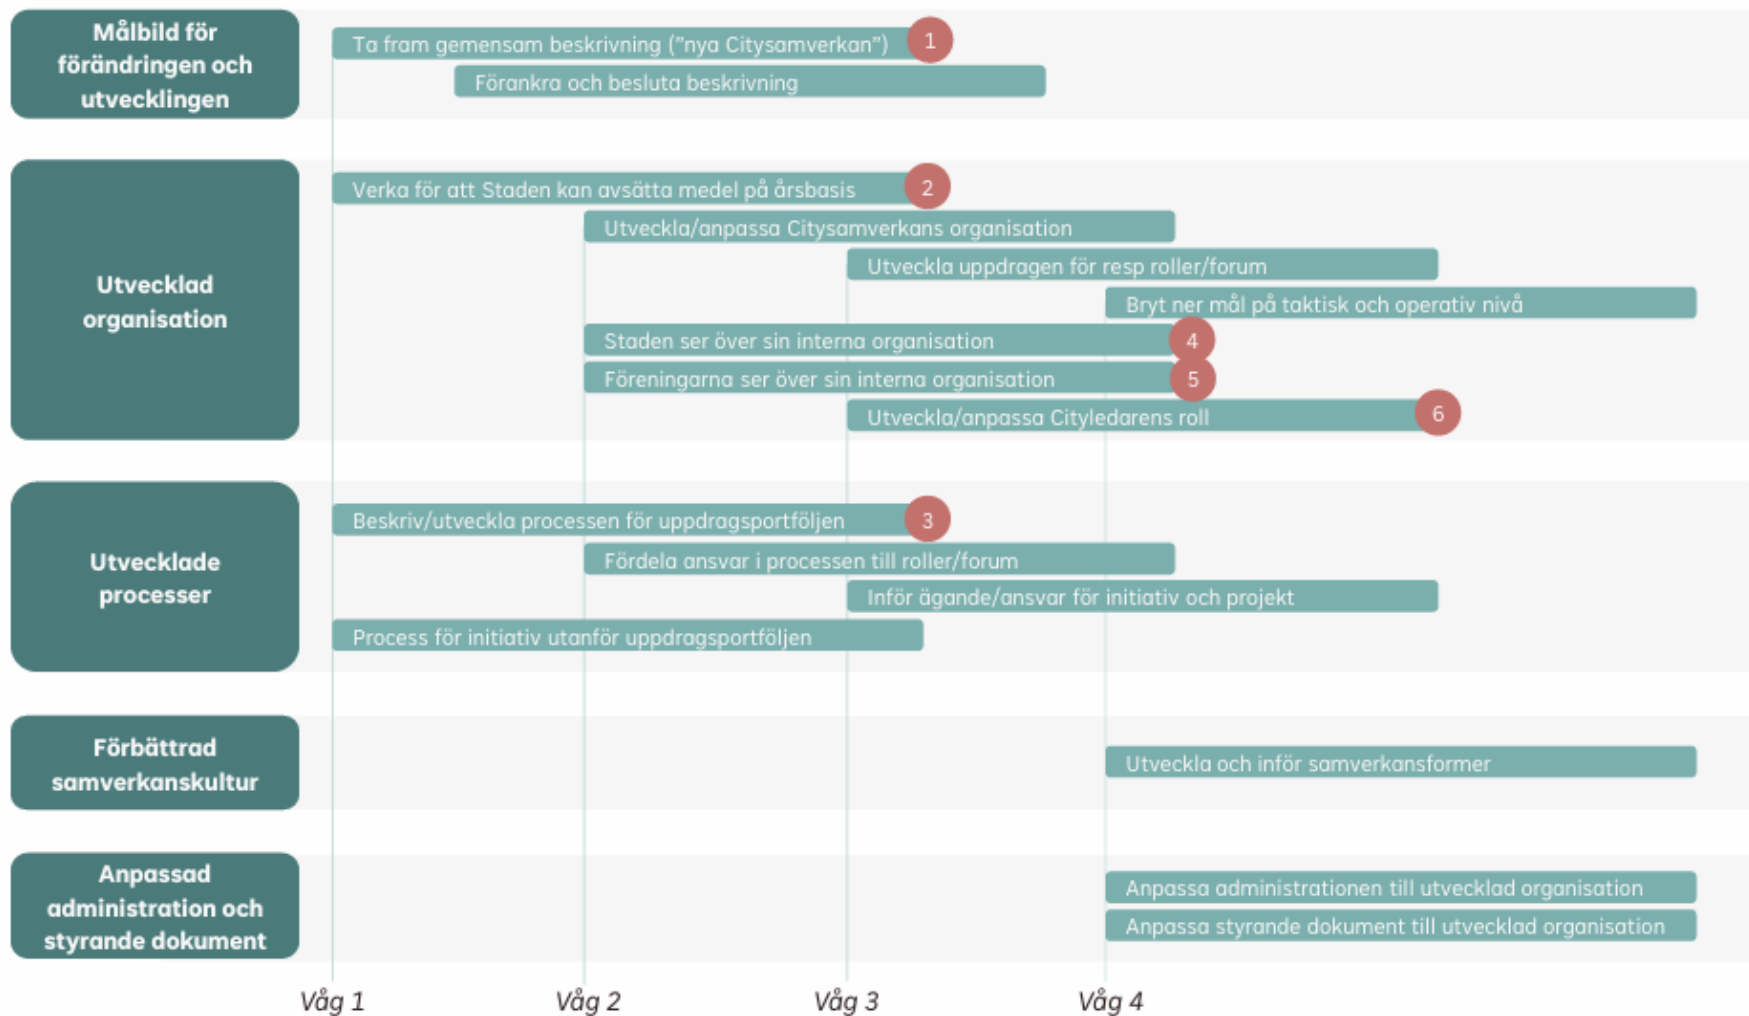 Målbild för
förändringen och
utvecklingen
Ta fram gemensam beskrivning ("nya Citysamverkan")
1
Förankra och besluta beskrivning
Utvecklad
organisation
Verka för att Staden kan avsätta medel på årsbasis
2
Utveckla/anpassa Citysamverkans organisation
Utveckla uppdragen för resp roller/forum
Bryt ner mål på taktisk och operativ nivå
Staden ser över sin interna organisation
4
Föreningarna ser över sin interna organisation
5
Utveckla/anpassa Cityledarens roll
6
Utvecklade
processer
Beskriv/utveckla processen för uppdragsportföljen
3
Fördela ansvar i processen till roller/forum
Inför ägande/ansvar för initiativ och projekt
Process för initiativ utanför uppdragsportföljen
Förbättrad
samverkanskultur
Utveckla och inför samverkansformer
Anpassad
administration och
styrande dokument
Anpassa administrationen till utvecklad organisation
Anpassa styrande dokument till utvecklad organisation
Våg 1
Våg 2
Våg 3
Våg 4